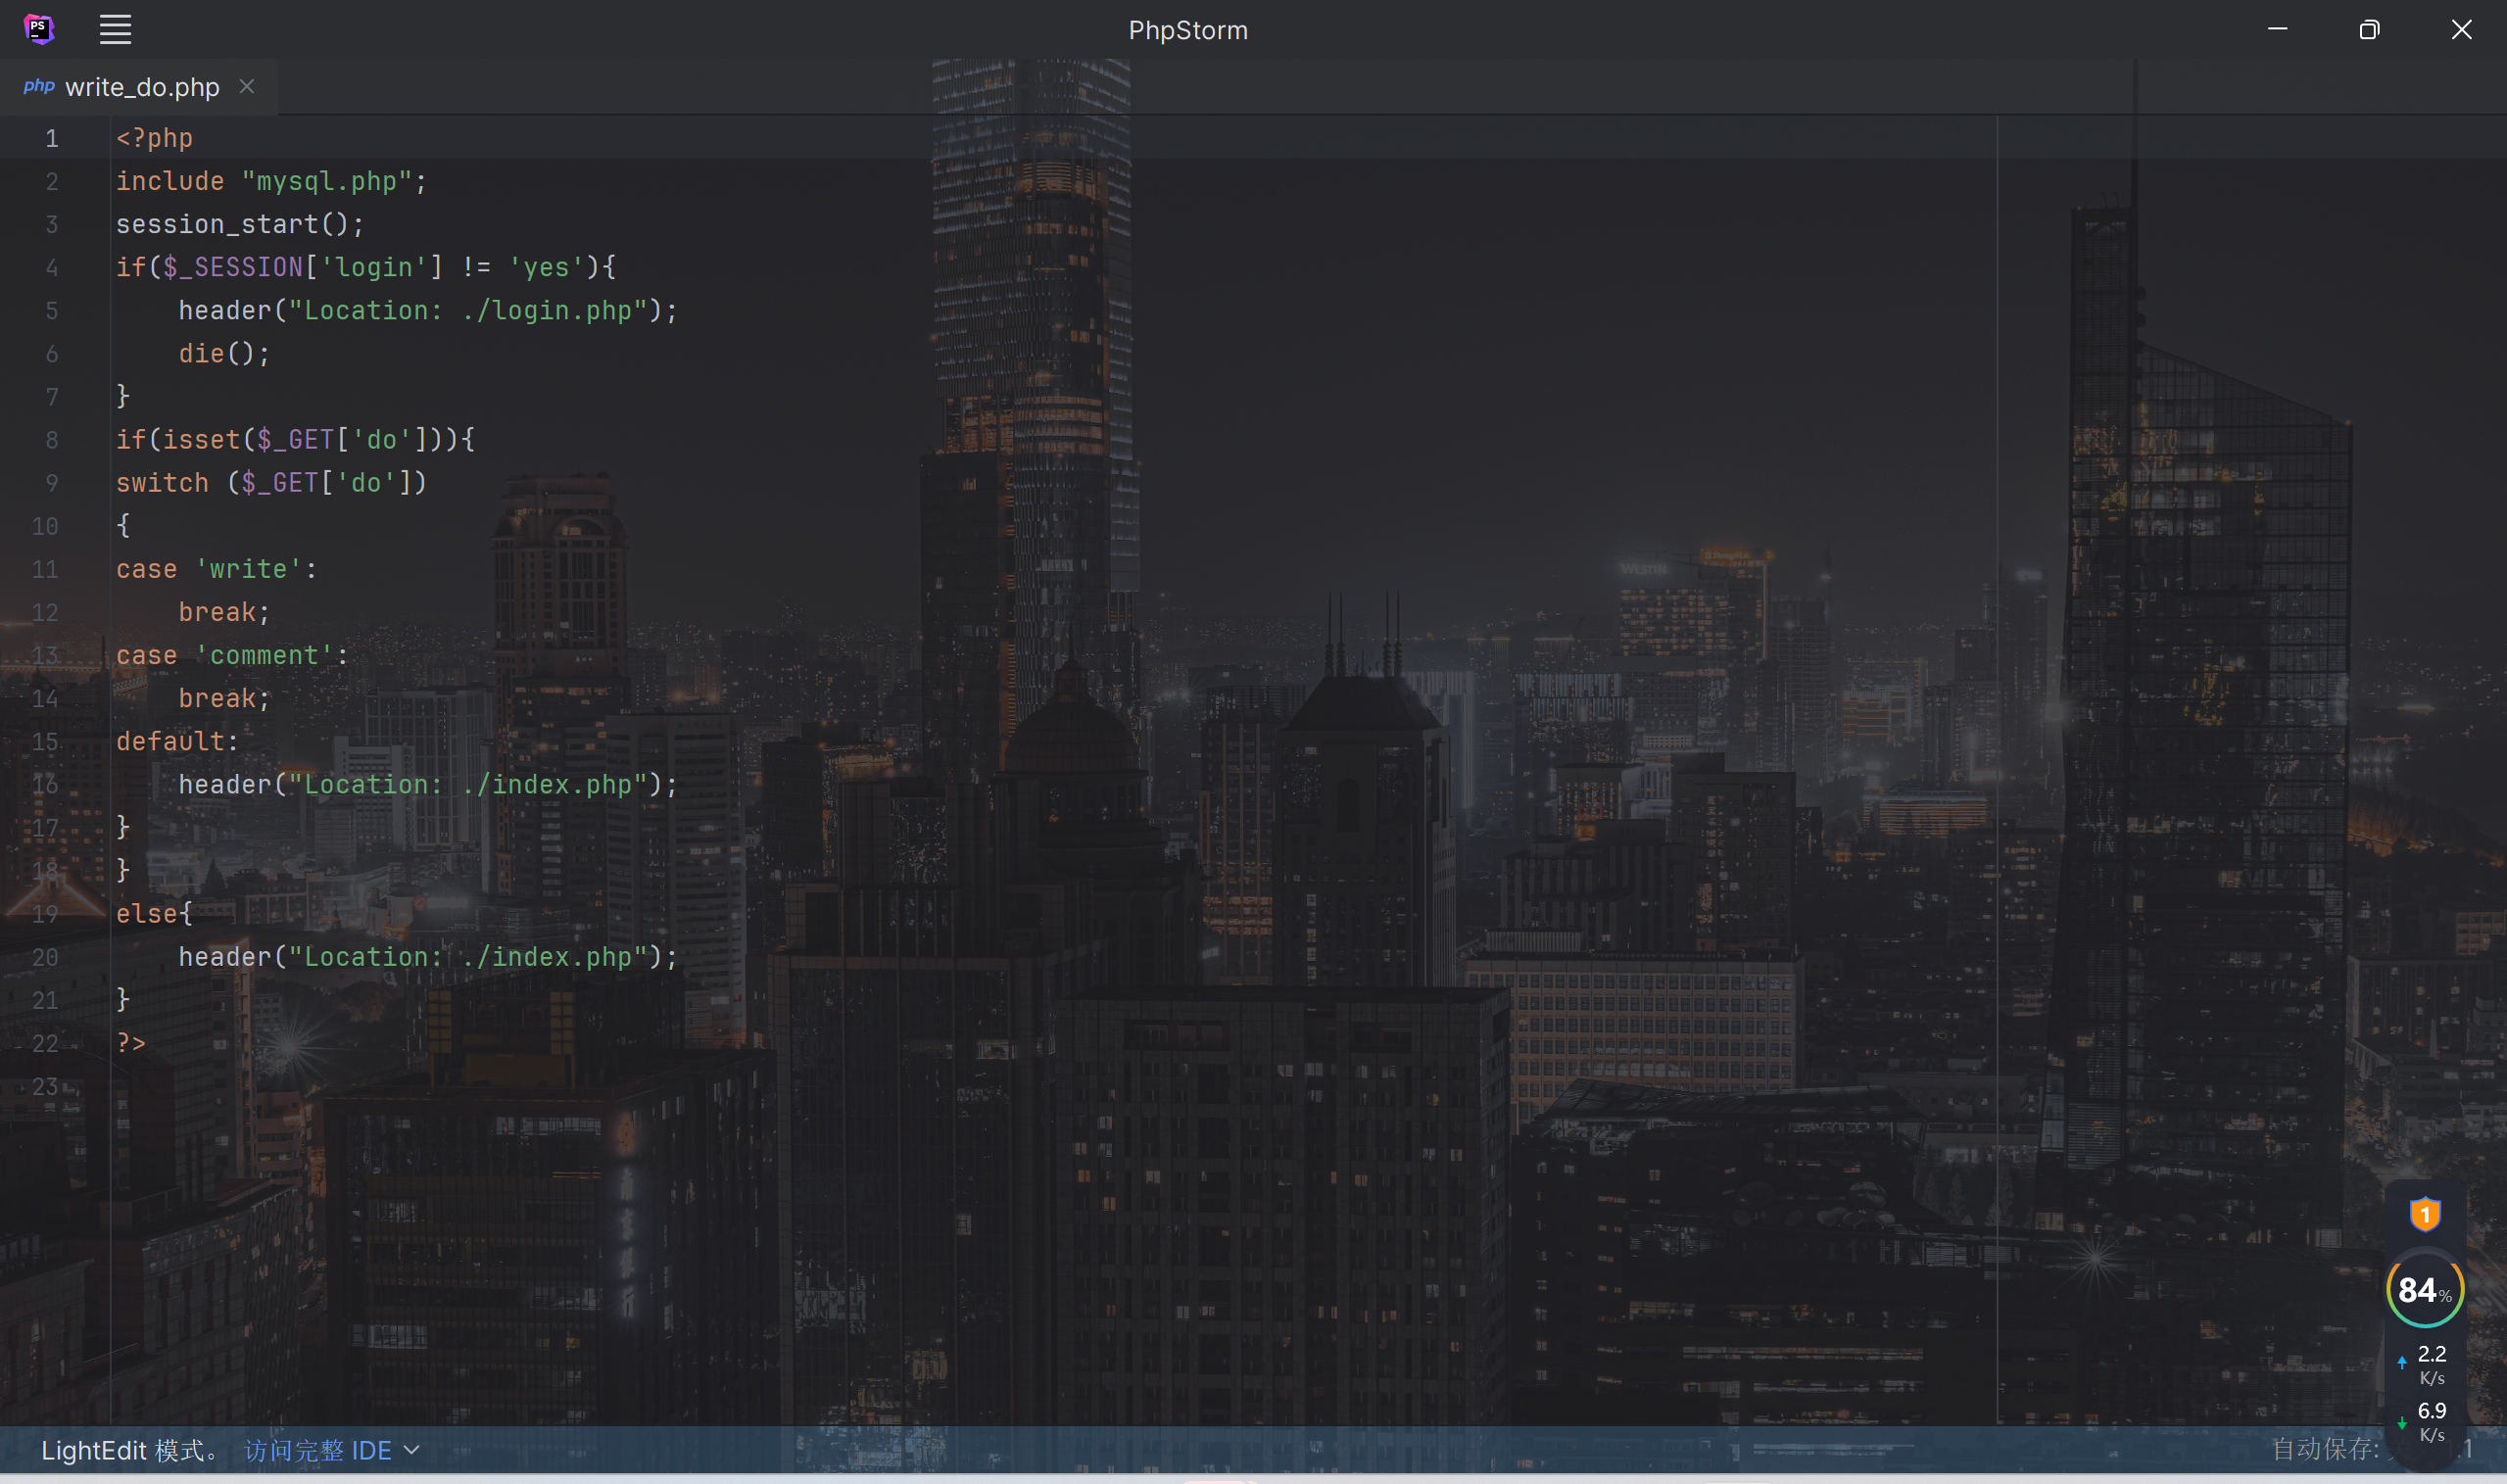 PS
PhpStorm
php write_do.php
1 <?php
2 include "mysql.php";
3 session_start();
4 if($_SESSION['login'] != 'yes'){
5     header("Location: ./login.php");
6     die();
7 }
8 if(isset($_GET['do'])){
9 switch ($_GET['do'])
10 {
11 case 'write':
12     break;
13 case 'comment':
14     break;
15 default:
16     header("Location: ./index.php");
17 }
18 }
19 else{
20     header("Location: ./index.php");
21 }
22 ?>
23
WESTIN
1
84%
2.2
K/s
6.9
K/s
LightEdit 模式。 访问完整 IDE
自动保存: